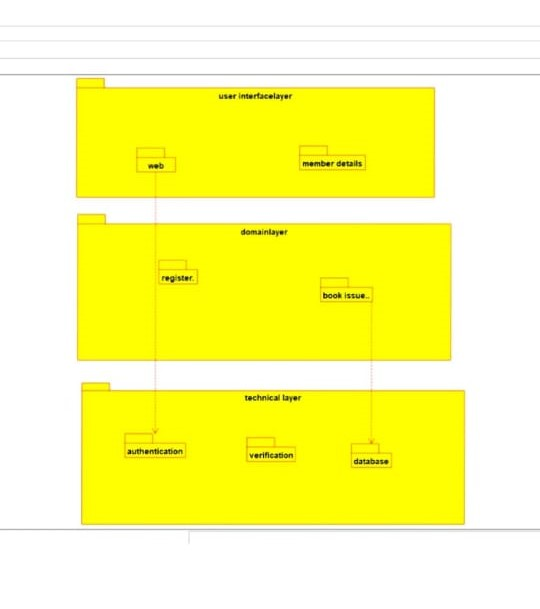 user interfacelayer
web
member details
domainlayer
register.
book issue..
technical layer
authentication
verification
database